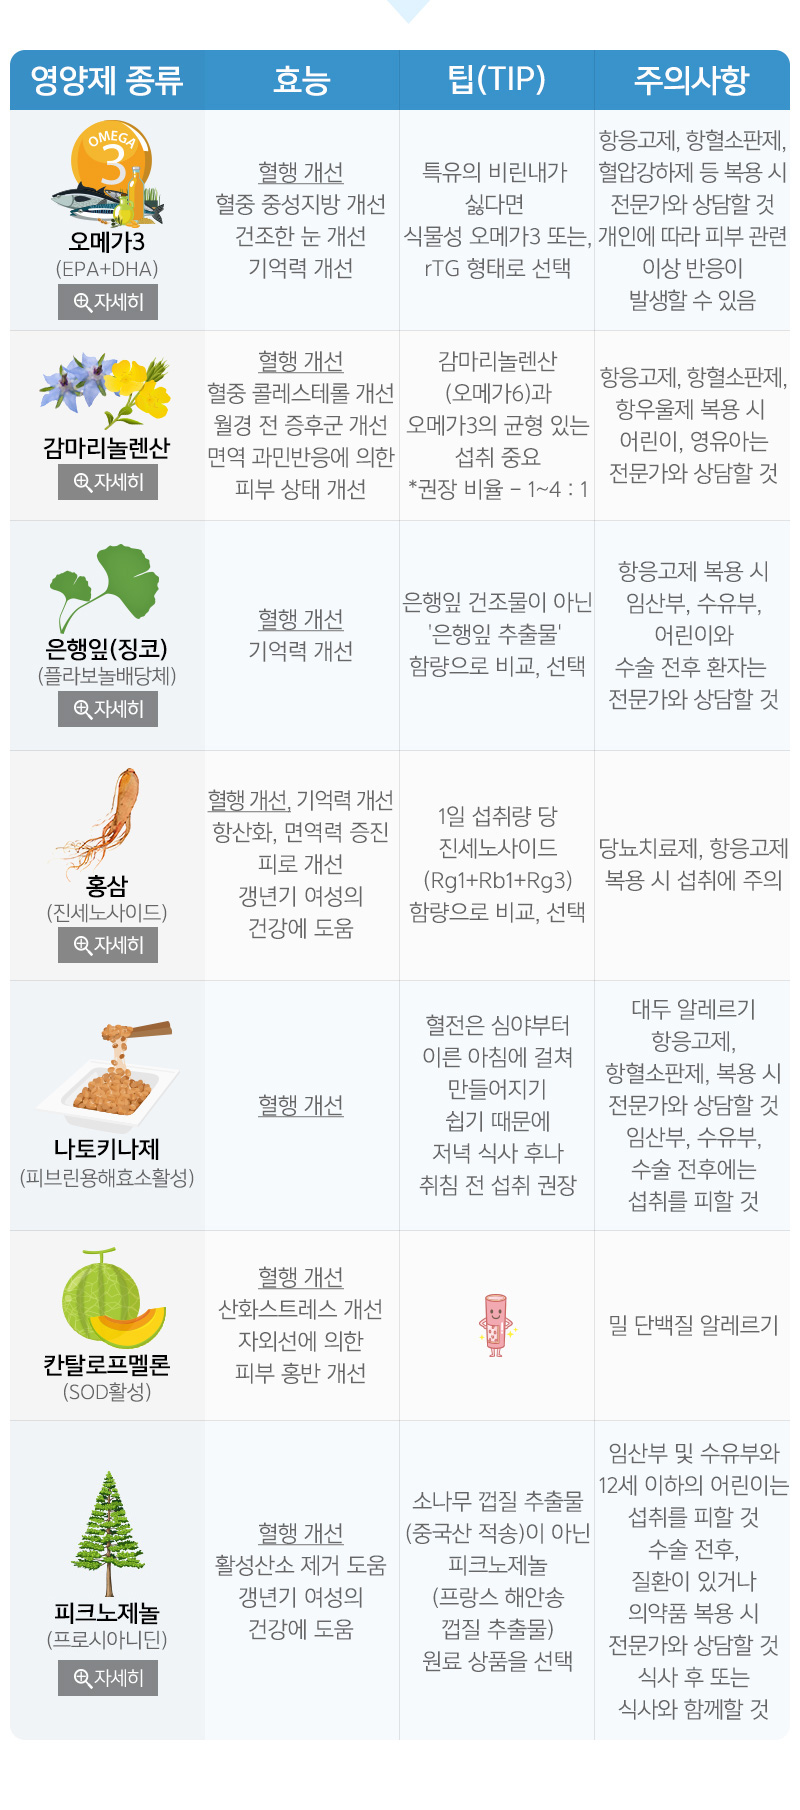 영양제 종류
효능
팁(TIP)
주의사항
OMEGA
3
오메가3
(EPA+DHA)
자세히
혈행 개선
혈중 중성지방 개선
건조한 눈 개선
기억력 개선
특유의 비린내가
싫다면
식물성 오메가3 또는,
rTG 형태로 선택
항응고제, 항혈소판제,
혈압강하제 등 복용 시
전문가와 상담할 것
개인에 따라 피부 관련
이상 반응이
발생할 수 있음
감마리놀렌산
자세히
혈행 개선
혈중 콜레스테롤 개선
월경 전 증후군 개선
면역 과민반응에 의한
피부 상태 개선
감마리놀렌산
(오메가6)과
오메가3의 균형 있는
섭취 중요
*권장 비율 – 1~4 : 1
항응고제, 항혈소판제,
항우울제 복용 시
어린이, 영유아는
전문가와 상담할 것
은행잎(징코)
(플라보놀배당체)
자세히
혈행 개선
기억력 개선
은행잎 건조물이 아닌
'은행잎 추출물'
함량으로 비교, 선택
항응고제 복용 시
임산부, 수유부,
어린이와
수술 전후 환자는
전문가와 상담할 것
홍삼
(진세노사이드)
자세히
혈행 개선, 기억력 개선
항산화, 면역력 증진
피로 개선
갱년기 여성의
건강에 도움
1일 섭취량 당
진세노사이드
(Rg1+Rb1+Rg3)
함량으로 비교, 선택
당뇨치료제, 항응고제
복용 시 섭취에 주의
나토키나제
(피브린용해효소활성)
혈행 개선
혈전은 심야부터
이른 아침에 걸쳐
만들어지기
쉽기 때문에
저녁 식사 후나
취침 전 섭취 권장
대두 알레르기
항응고제,
항혈소판제, 복용 시
전문가와 상담할 것
임산부, 수유부,
수술 전후에는
섭취를 피할 것
칸탈로프멜론
(SOD활성)
혈행 개선
산화스트레스 개선
자외선에 의한
피부 홍반 개선
밀 단백질 알레르기
피크노제놀
(프로시아니딘)
자세히
혈행 개선
활성산소 제거 도움
갱년기 여성의
건강에 도움
소나무 껍질 추출물
(중국산 적송)이 아닌
피크노제놀
(프랑스 해안송
껍질 추출물)
원료 상품을 선택
임산부 및 수유부와
12세 이하의 어린이는
섭취를 피할 것
수술 전후,
질환이 있거나
의약품 복용 시
전문가와 상담할 것
식사 후 또는
식사와 함께할 것